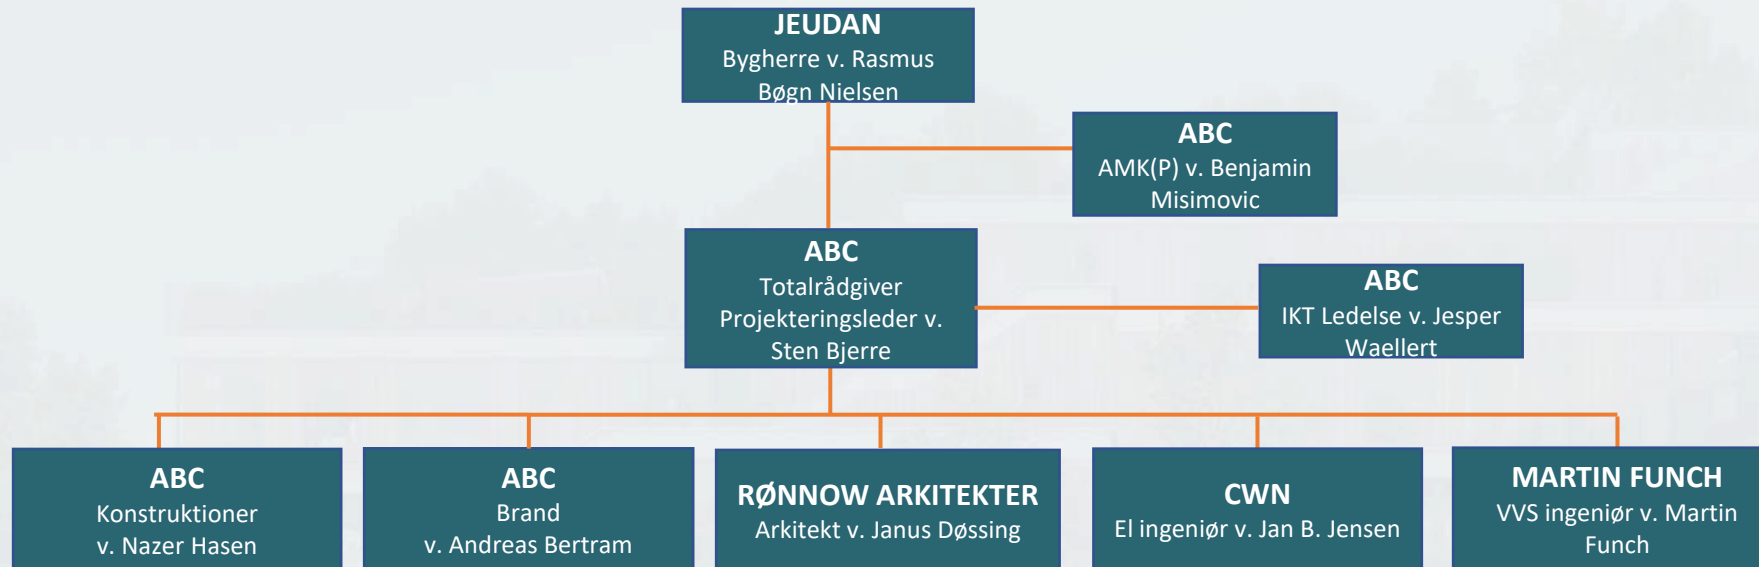 JEUDAN
Bygherre v. Rasmus
Bøgn Nielsen
ABC
AMK(P) v. Benjamin
Misimovic
ABC
Totalrådgiver
Projekteringsleder v.
Sten Bjerre
ABC
IKT Ledelse v. Jesper
Waellert
ABC
Konstruktioner
v. Nazer Hasen
ABC
Brand
v. Andreas Bertram
RØNNOW ARKITEKTER
Arkitekt v. Janus Døssing
CWN
El ingeniør v. Jan B. Jensen
MARTIN FUNCH
VVS ingeniør v. Martin
Funch